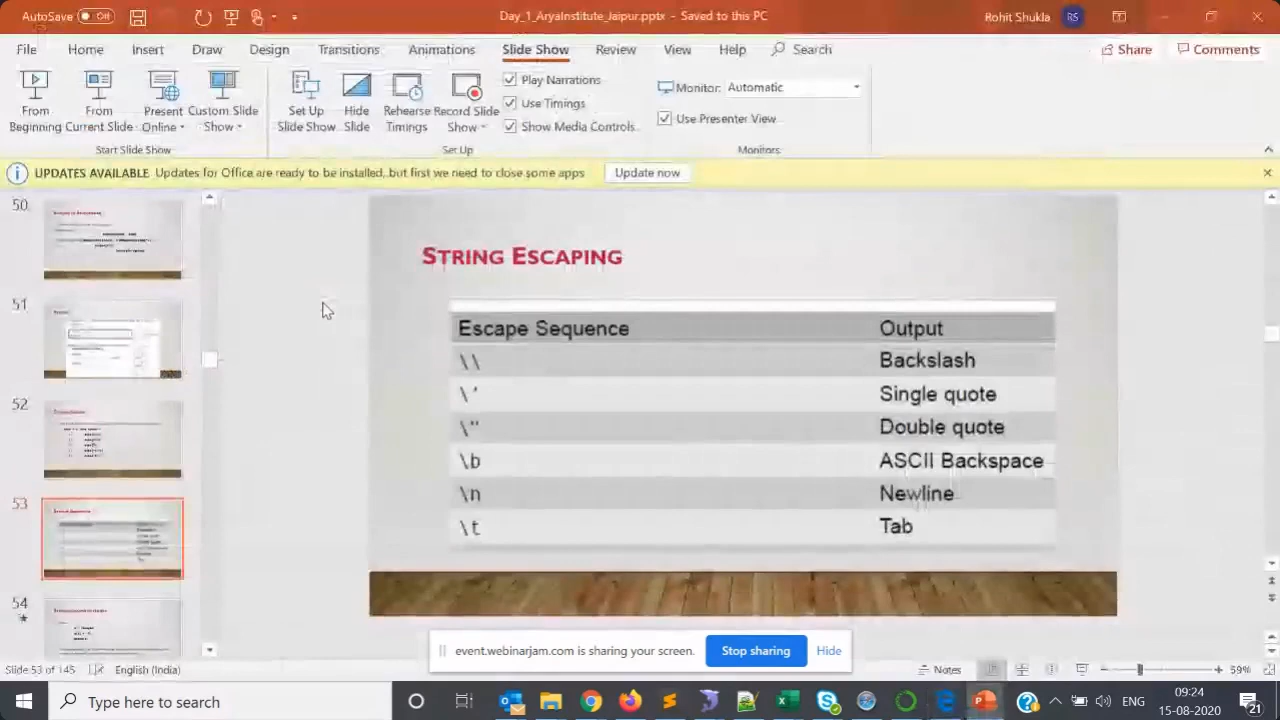 AutoSave Off Day_1_AryaInstitute_Jaipur.pptx - Saved to this PC Rohit Shukla RS
File Home Insert Draw Design Transitions Animations Slide Show Review View Help Search Share Comments
From Beginning
From Current Slide
Present Online
Custom Slide Show
Set Up Slide Show
Hide Slide
Rehearse Timings
Record Slide Show
Play Narrations
Use Timings
Show Media Controls
Monitor: Automatic
Use Presenter View
Start Slide Show Set Up Monitors
UPDATES AVAILABLE Updates for Office are ready to be installed, but first we need to close some apps Update now
50
51
52
53
54
STRING ESCAPING
Escape Sequence Output
\\ Backslash
\' Single quote
\" Double quote
\b ASCII Backspace
\n Newline
\t Tab
event.webinarjam.com is sharing your screen. Stop sharing Hide
Slide 53 of 145 English (India) Notes 59%
Type here to search ENG 09:24
15-08-2020 21